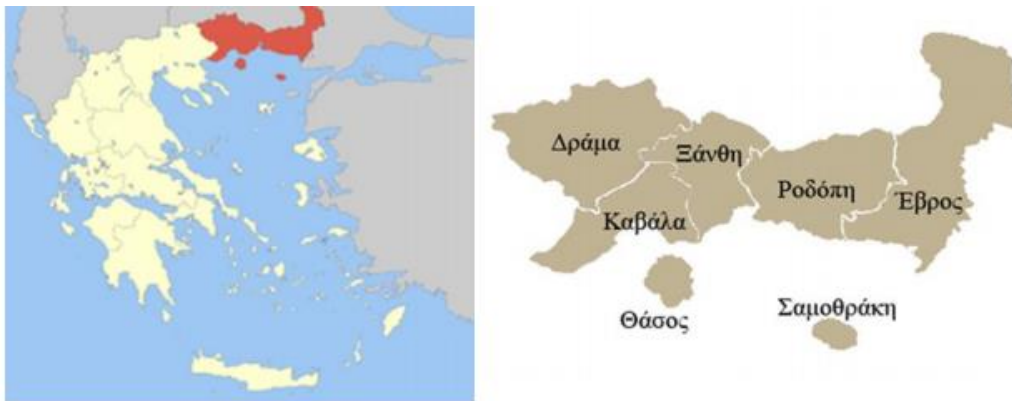 Δράμα
Ξάνθη
Ροδόπη
Έβρος
Καβάλα
Θάσος
Σαμοθράκη